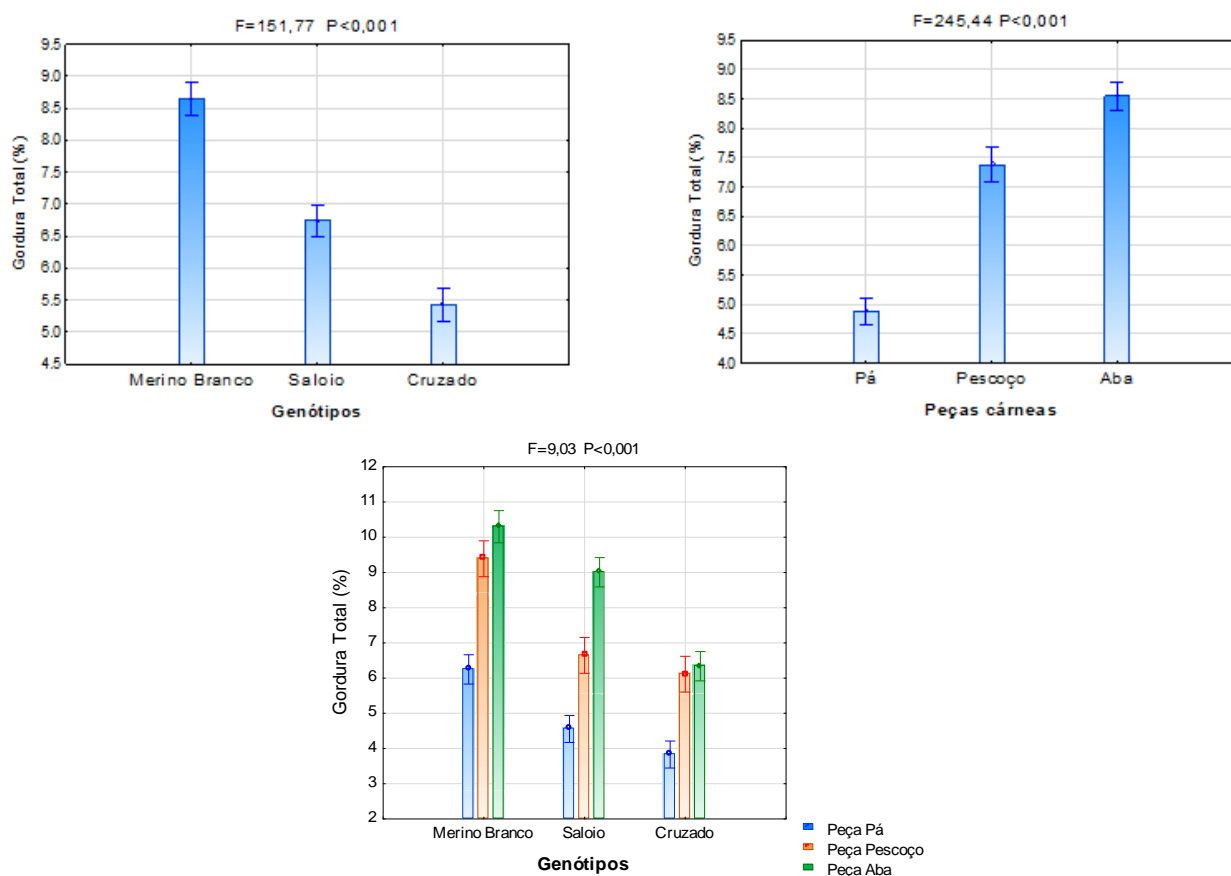 F=151,77 P<0,001
9.5
9.0
8.5
8.0
7.5
7.0
6.5
6.0
5.5
5.0
4.5
Gordura Total (%)
Merino Branco Saloio Cruzado
Genótipos
F=245,44 P<0,001
9.5
9.0
8.5
8.0
7.5
7.0
6.5
6.0
5.5
5.0
4.5
4.0
Gordura Total (%)
Pá Pescoço Aba
Peças cárneas
F=9,03 P<0,001
12
11
10
9
8
7
6
5
4
3
2
Gordura Total (%)
Merino Branco Saloio Cruzado
Genótipos
Peça Pá
Peça Pescoço
Peça Aba